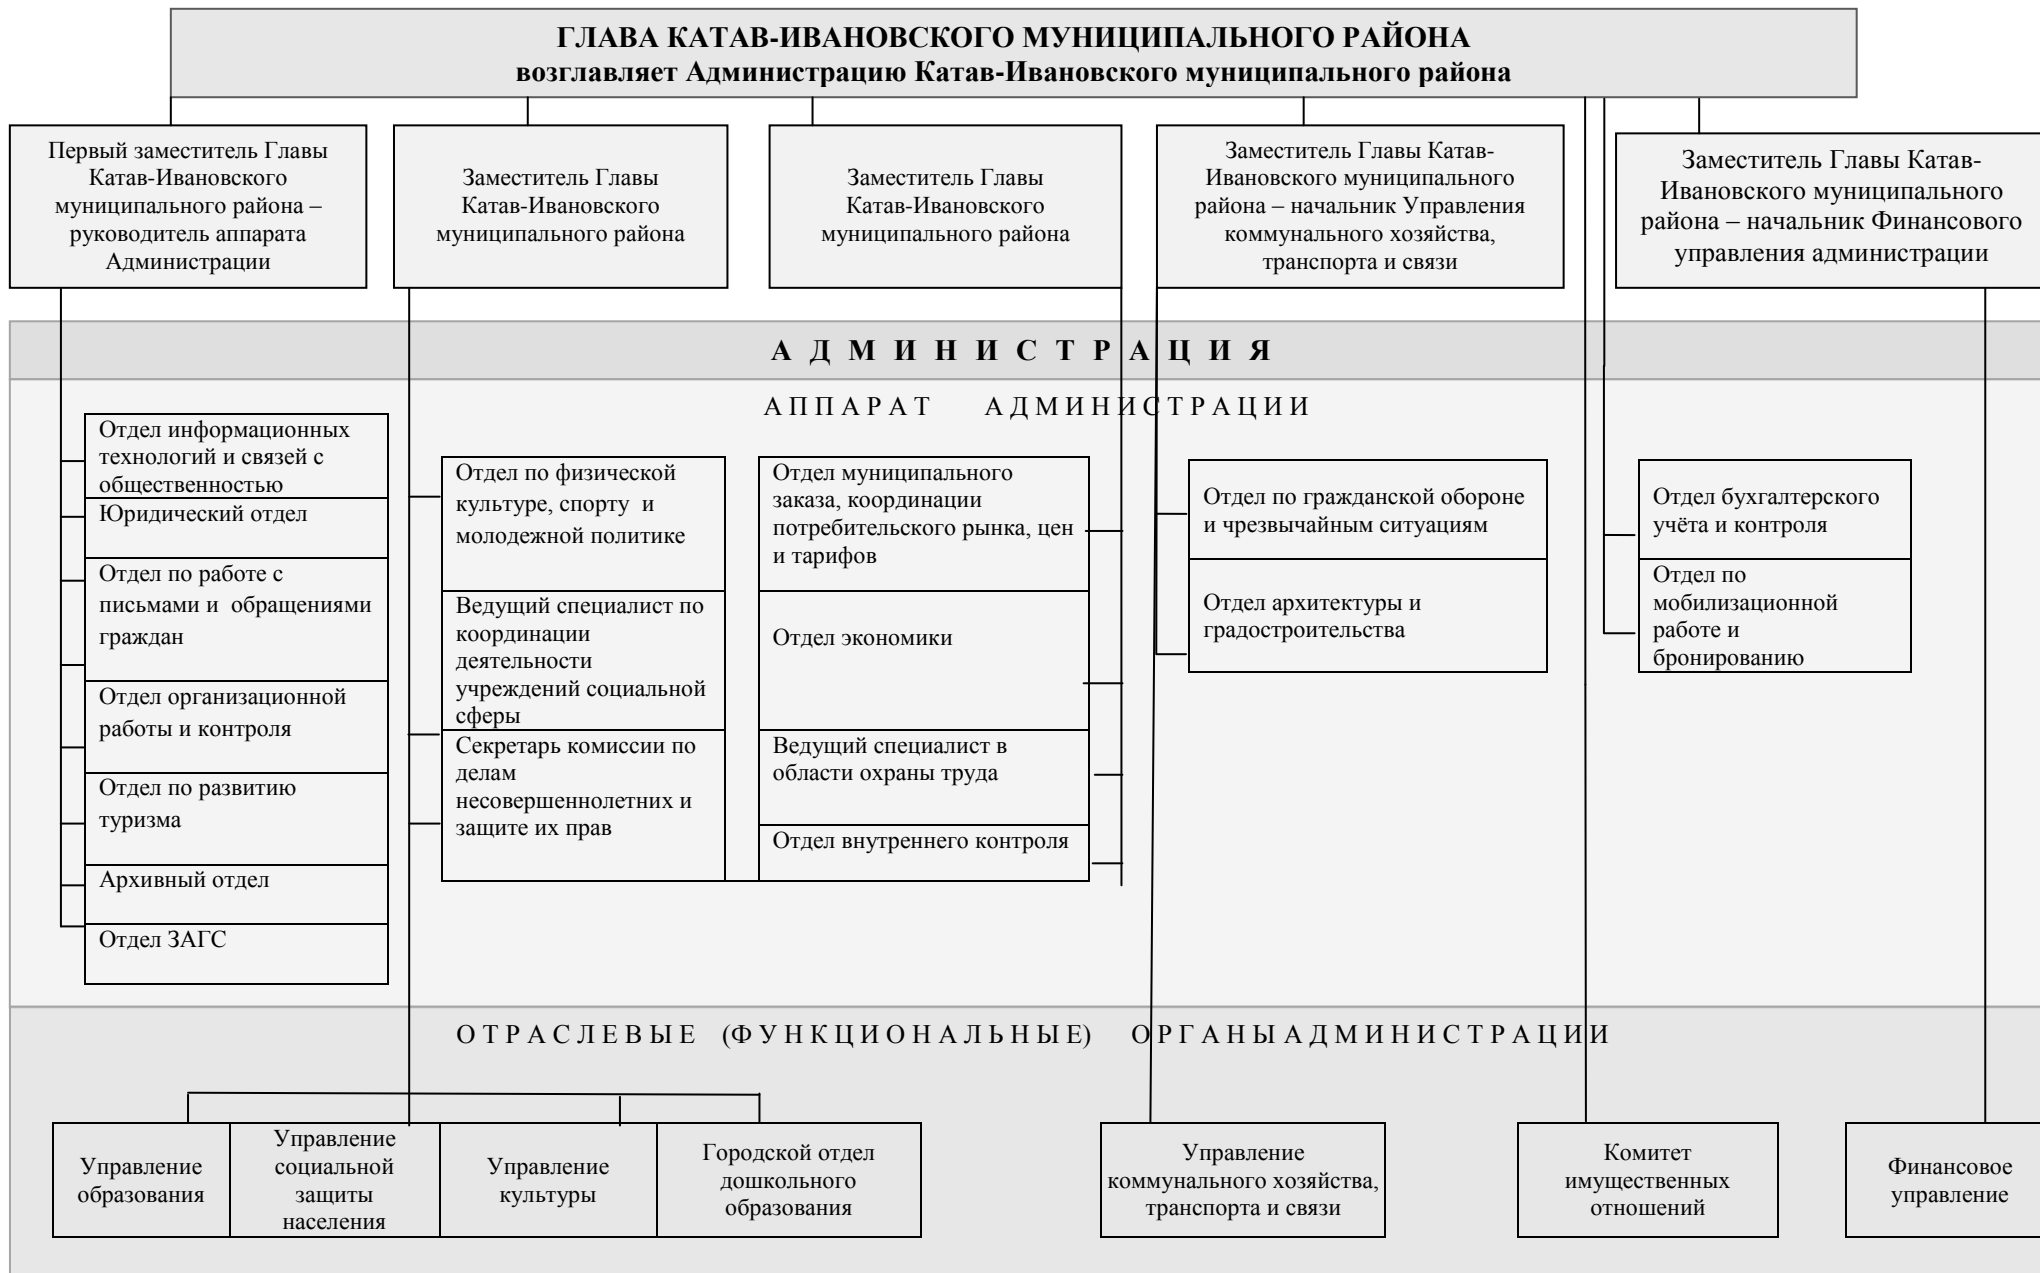 ГЛАВА КАТАВ-ИВАНОВСКОГО МУНИЦИПАЛЬНОГО РАЙОНА
возглавляет Администрацию Катав-Ивановского муниципального района
Первый заместитель Главы
Катав-Ивановского
муниципального района –
руководитель аппарата
Администрации
Заместитель Главы
Катав-Ивановского
муниципального района
Заместитель Главы
Катав-Ивановского
муниципального района
Заместитель Главы Катав-
Ивановского муниципального
района – начальник Управления
коммунального хозяйства,
транспорта и связи
Заместитель Главы Катав-
Ивановского муниципального
района – начальник Финансового
управления администрации
А Д М И Н И С Т Р А Ц И Я
А П П А Р А Т А Д М И Н И С Т Р А Ц И И
Отдел информационных
технологий и связей с
общественностью
Юридический отдел
Отдел по работе с
письмами и обращениями
граждан
Отдел организационной
работы и контроля
Отдел по развитию
туризма
Архивный отдел
Отдел ЗАГС
Отдел по физической
культуре, спорту и
молодежной политике
Ведущий специалист по
координации
деятельности
учреждений социальной
сферы
Секретарь комиссии по
делам
несовершеннолетних и
защите их прав
Отдел муниципального
заказа, координации
потребительского рынка, цен
и тарифов
Отдел экономики
Ведущий специалист в
области охраны труда
Отдел внутреннего контроля
Отдел по гражданской обороне
и чрезвычайным ситуациям
Отдел архитектуры и
градостроительства
Отдел бухгалтерского
учёта и контроля
Отдел по
мобилизационной
работе и
бронированию
О Т Р А С Л Е В Ы Е (Ф У Н К Ц И О Н А Л Ь Н Ы Е) О Р Г А Н Ы А Д М И Н И С Т Р А Ц И И
Управление
образования
Управление
социальной
защиты
населения
Управление
культуры
Городской отдел
дошкольного
образования
Управление
коммунального хозяйства,
транспорта и связи
Комитет
имущественных
отношений
Финансовое
управление